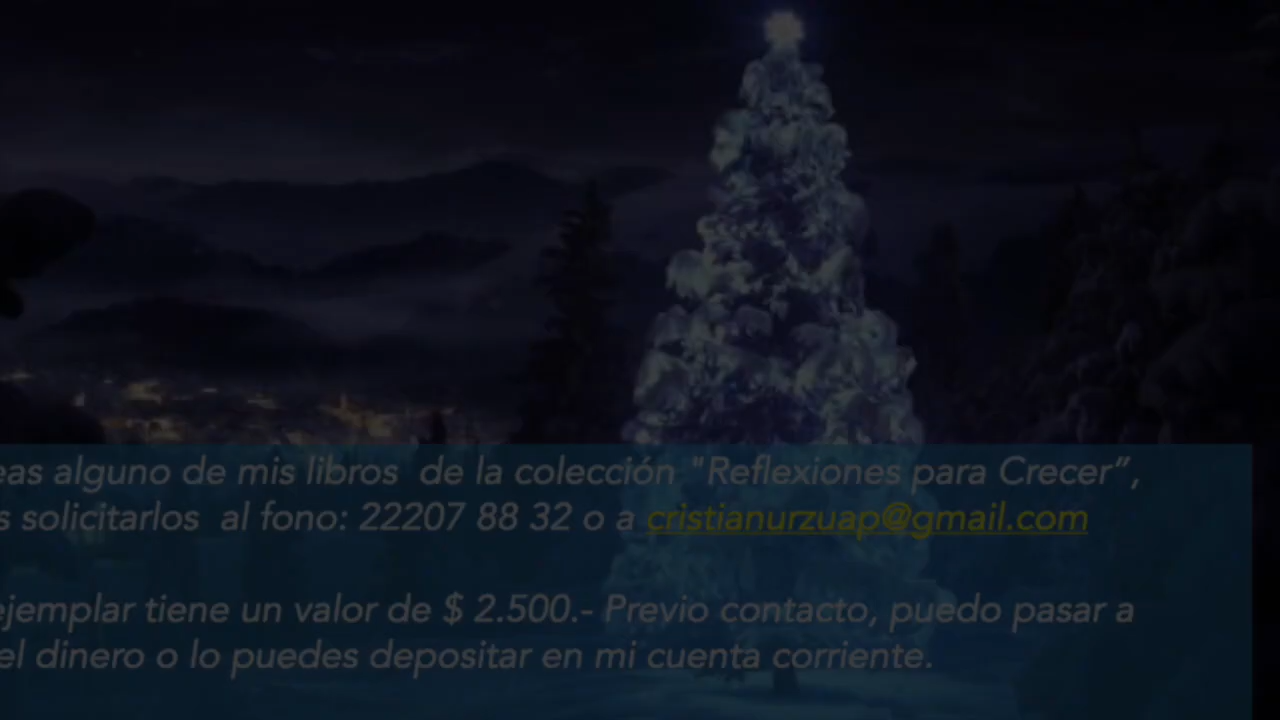 eas alguno de mis libros de la colección "Reflexiones para Crecer”,
s solicitarlos al fono: 22207 88 32 o a cristianurzuap@gmail.com
ejemplar tiene un valor de $ 2.500.- Previo contacto, puedo pasar a
el dinero o lo puedes depositar en mi cuenta corriente.